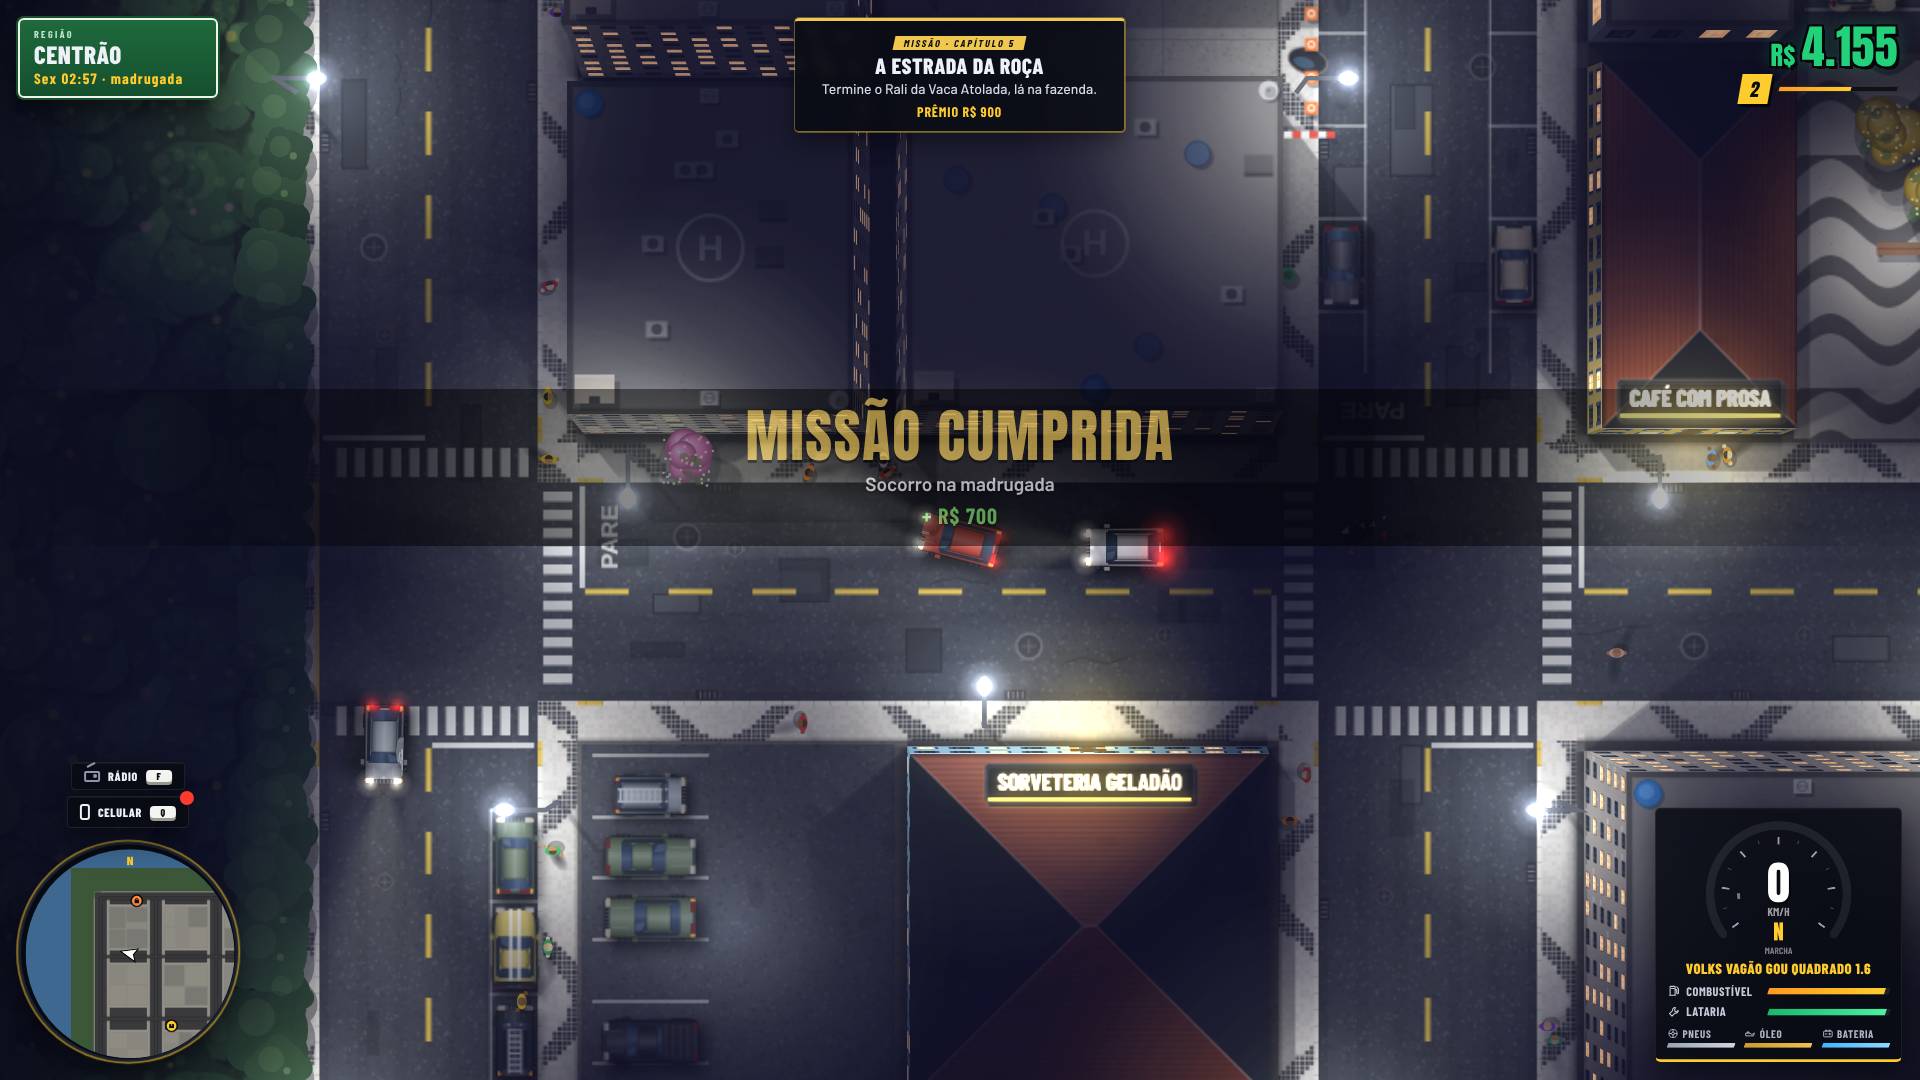 REGIÃO
CENTRÃO
Sex 02:57 · madrugada
MISSÃO · CAPÍTULO 5
A ESTRADA DA ROÇA
Termine o Rali da Vaca Atolada, lá na fazenda.
PRÊMIO R$ 900
R$ 4.155
2
H
H
CAFÉ COM PROSA
PARE
MISSÃO CUMPRIDA
Socorro na madrugada
+ R$ 700
PARE
SORVETERIA GELADÃO
RÁDIO F
CELULAR Q
N
0
KM/H
N
MARCHA
VOLKS VAGÃO GOU QUADRADO 1.6
COMBUSTÍVEL
LATARIA
PNEUS ÓLEO BATERIA